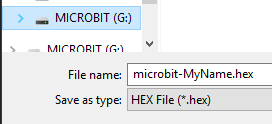 MICROBIT (G:)
MICROBIT (G:)
File name: microbit-MyName.hex
Save as type: HEX File (*.hex)